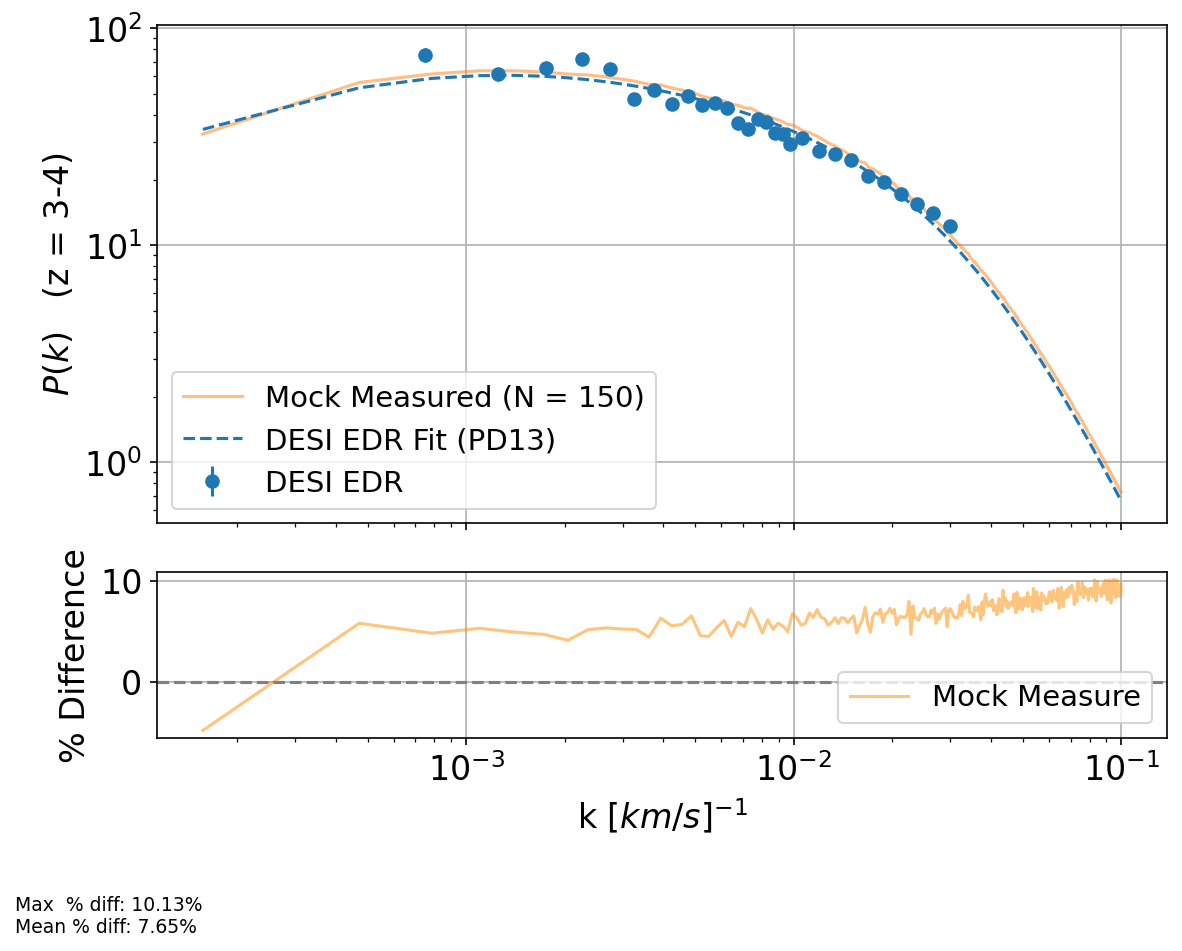 10²
10¹
10⁰
P(k) (z = 3-4)
Mock Measured (N = 150)
DESI EDR Fit (PD13)
DESI EDR
10
0
% Difference
Mock Measure
10⁻³
10⁻²
10⁻¹
k [km/s]⁻¹
Max  % diff: 10.13%
Mean % diff: 7.65%